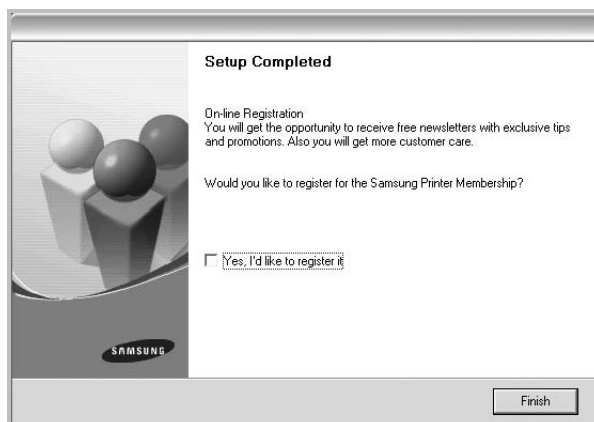 Setup Completed
On-line Registration
You will get the opportunity to receive free newsletters with exclusive tips
and promotions. Also you will get more customer care.
Would you like to register for the Samsung Printer Membership?
Yes, I'd like to register it
SAMSUNG
Finish